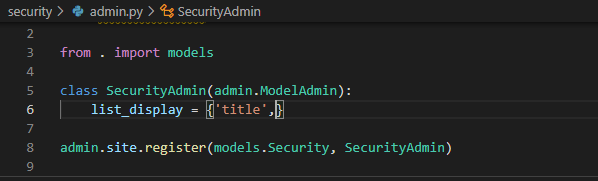 security > admin.py > SecurityAdmin
2
3 from . import models
4
5 class SecurityAdmin(admin.ModelAdmin):
6     list_display = {'title',}
7
8 admin.site.register(models.Security, SecurityAdmin)
9